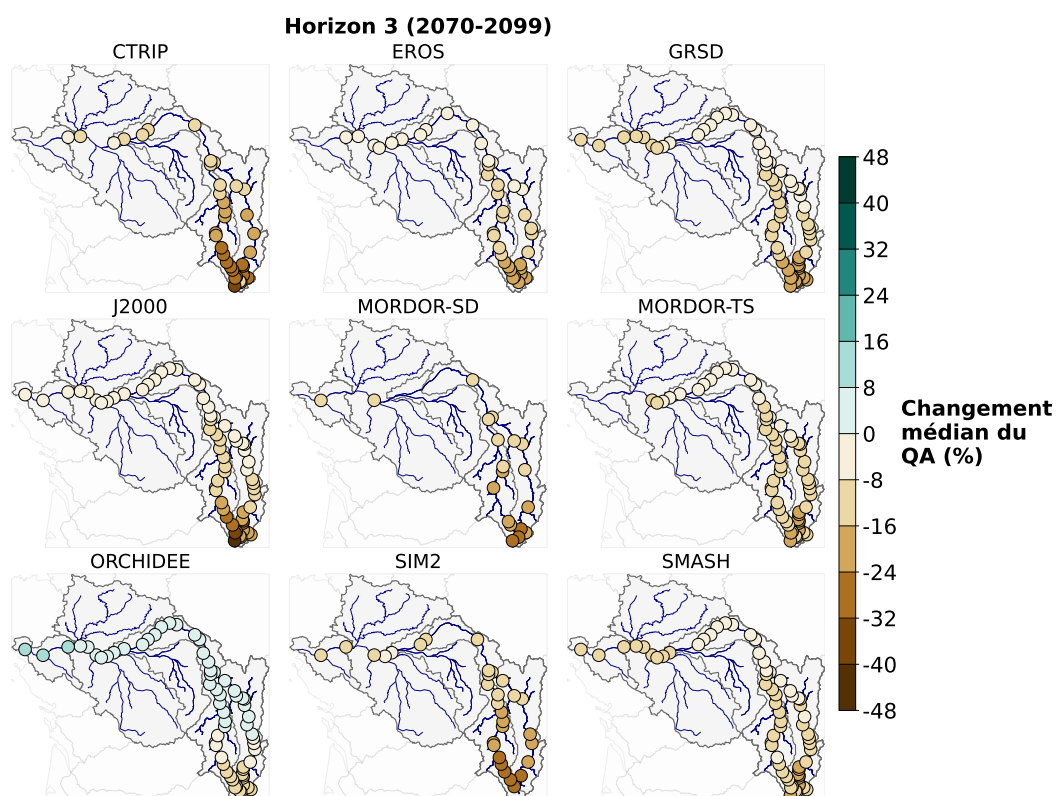 Horizon 3 (2070-2099)
CTRIP
EROS
GRSD
J2000
MORDOR-SD
MORDOR-TS
ORCHIDEE
SIM2
SMASH
48
40
32
24
16
8
0
-8
-16
-24
-32
-40
-48
Changement
médian du
QA (%)